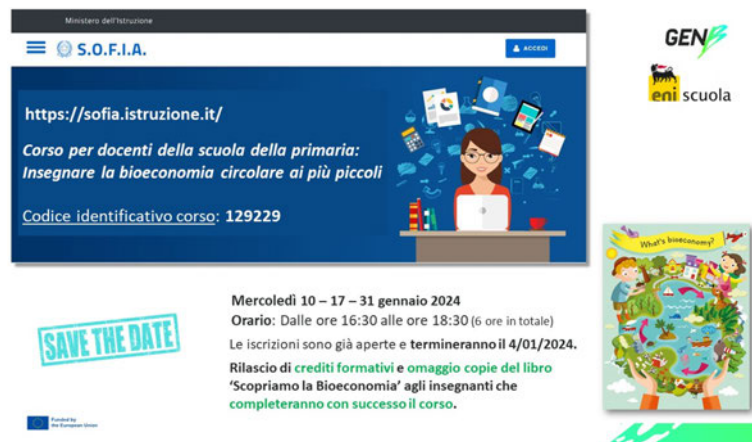 Ministero dell'Istruzione
S.O.F.I.A.
ACCEDI
GENB
eni scuola
https://sofia.istruzione.it/
Corso per docenti della scuola della primaria:
Insegnare la bioeconomia circolare ai più piccoli
Codice identificativo corso: 129229
What's bioeconomy?
SAVE THE DATE
Mercoledì 10 – 17 – 31 gennaio 2024
Orario: Dalle ore 16:30 alle ore 18:30 (6 ore in totale)
Le iscrizioni sono già aperte e termineranno il 4/01/2024.
Rilascio di crediti formativi e omaggio copie del libro
‘Scopriamo la Bioeconomia’ agli insegnanti che
completeranno con successo il corso.
Funded by
the European Union